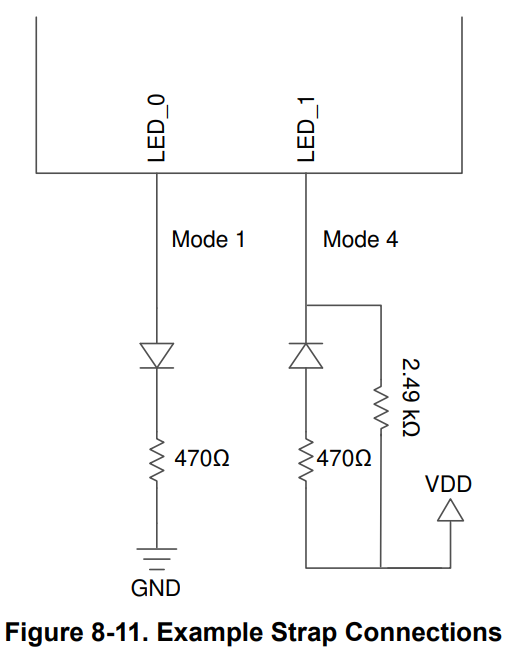 LED_0
LED_1
Mode 1
Mode 4
2.49 kΩ
470Ω
470Ω
VDD
GND
Figure 8-11. Example Strap Connections